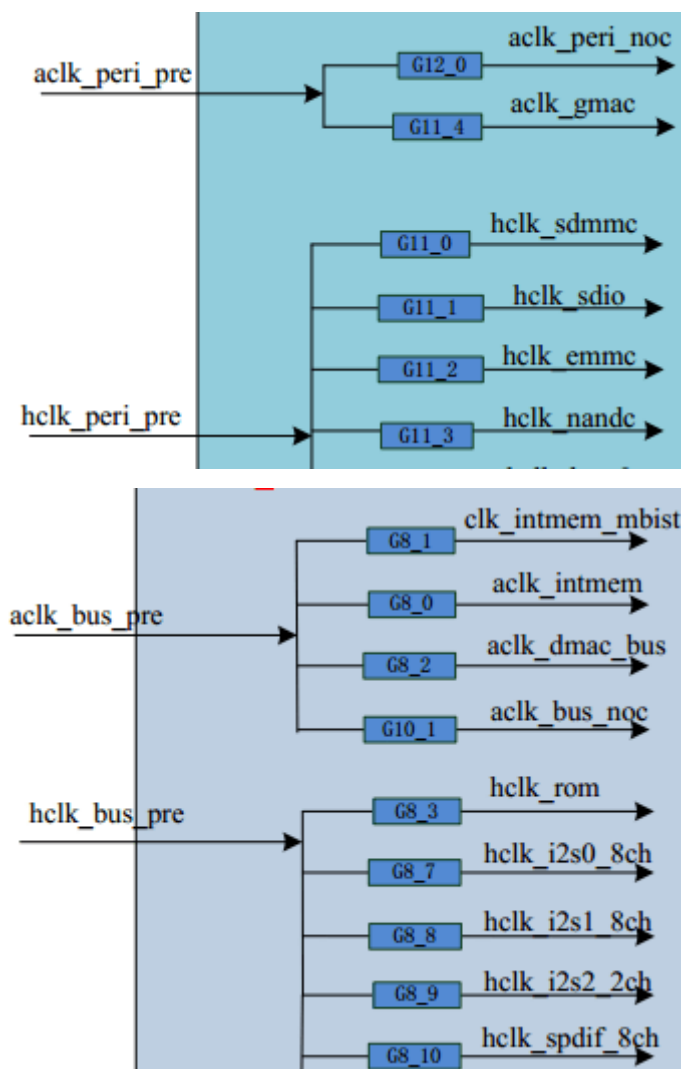 aclk_peri_pre
G12_0
aclk_peri_noc
G11_4
aclk_gmac
hclk_peri_pre
G11_0
hclk_sdmmc
G11_1
hclk_sdio
G11_2
hclk_emmc
G11_3
hclk_nandc
aclk_bus_pre
G8_1
clk_intmem_mbist
G8_0
aclk_intmem
G8_2
aclk_dmac_bus
G10_1
aclk_bus_noc
hclk_bus_pre
G8_3
hclk_rom
G8_7
hclk_i2s0_8ch
G8_8
hclk_i2s1_8ch
G8_9
hclk_i2s2_2ch
G8_10
hclk_spdif_8ch